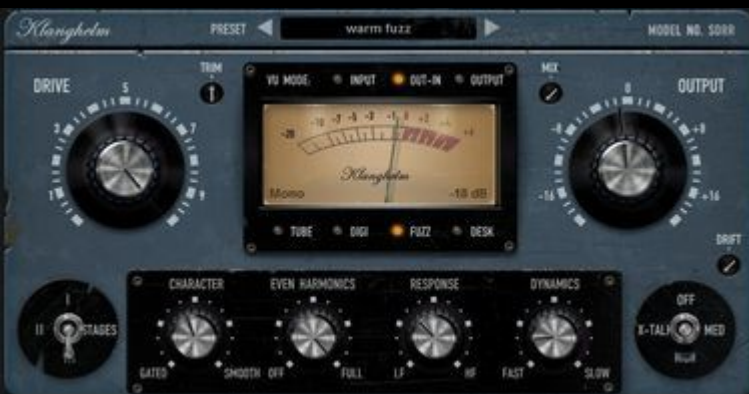 Klanghelm PRESET warm fuzz MODEL NO. SDRR
DRIVE TRIM VU MODE: INPUT OUT-IN OUTPUT MIX OUTPUT
5 0
-20 -10 -7 -5 -3 -1 0 +2 +4
3 7 -8 +8
Klanghelm
1 9 Mono -18 dB -16 +16
TUBE DIGI FUZZ DESK
DRIFT
CHARACTER EVEN HARMONICS RESPONSE DYNAMICS
I OFF
II STAGES X-TALK MED
III HIGH
GATED SMOOTH OFF FULL LF HF FAST SLOW